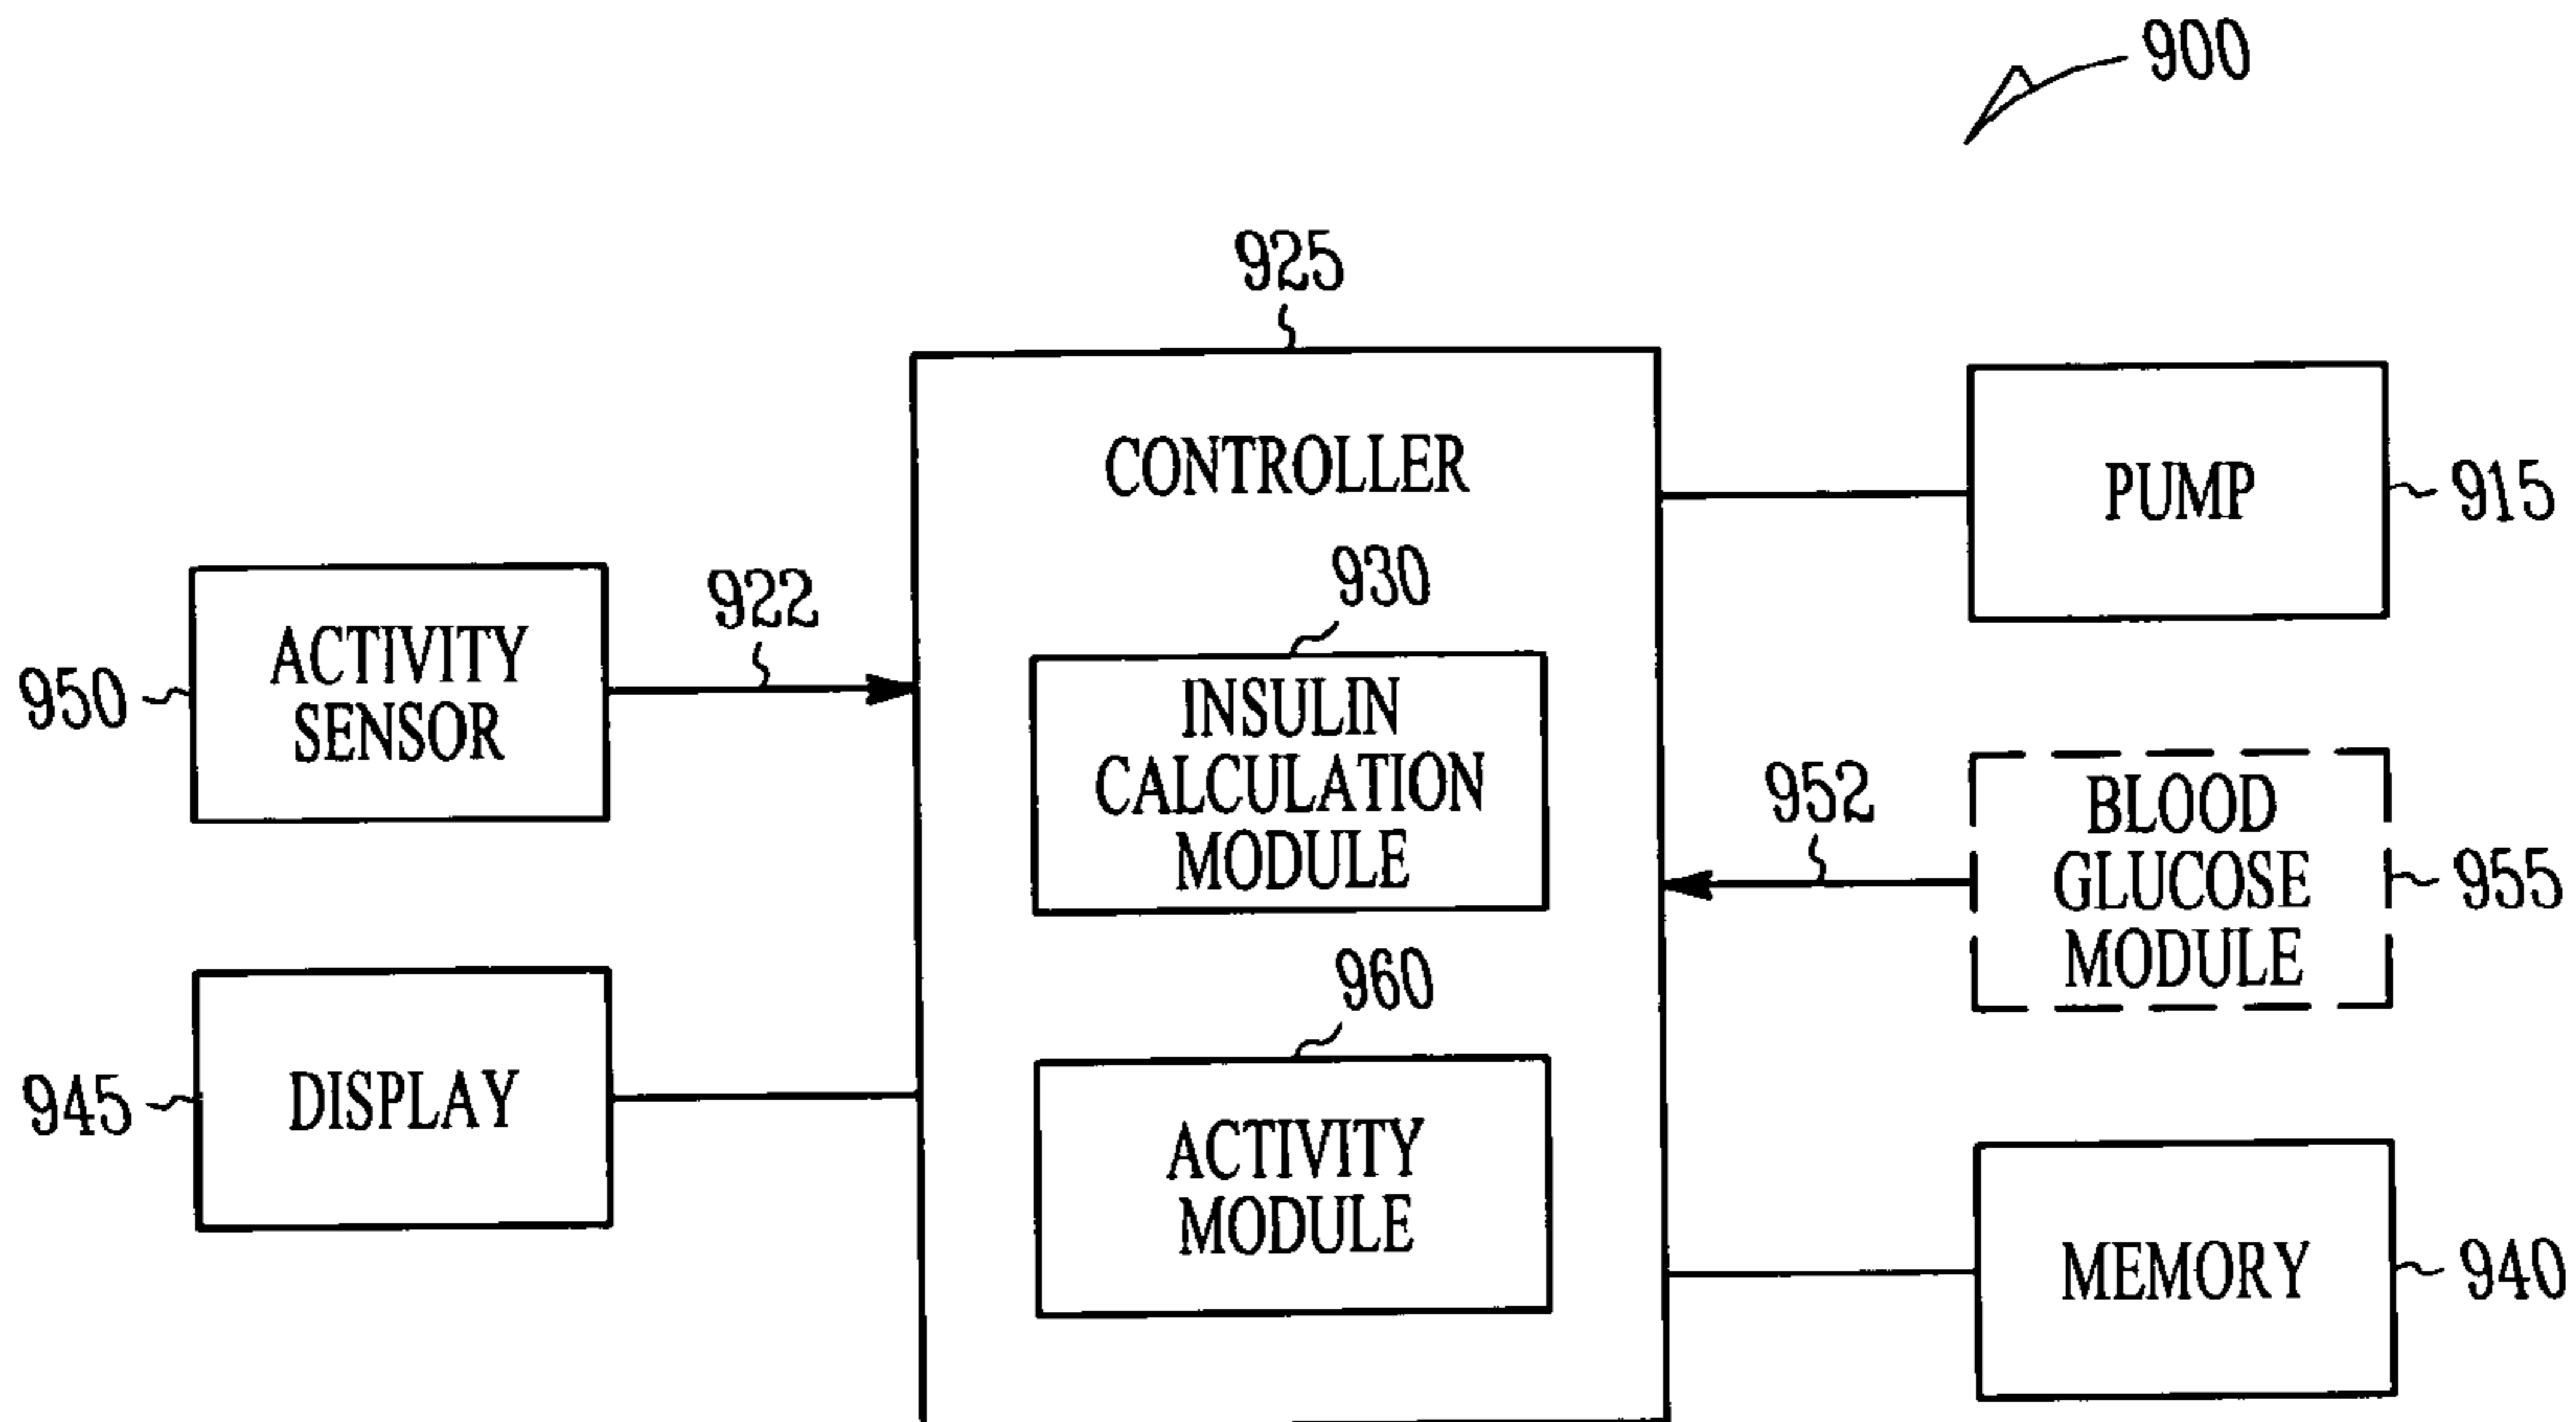 900
925
CONTROLLER
PUMP
915
930
922
ACTIVITY
SENSOR
950
INSULIN
CALCULATION
MODULE
952
BLOOD
GLUCOSE
MODULE
955
960
945
DISPLAY
ACTIVITY
MODULE
MEMORY
940